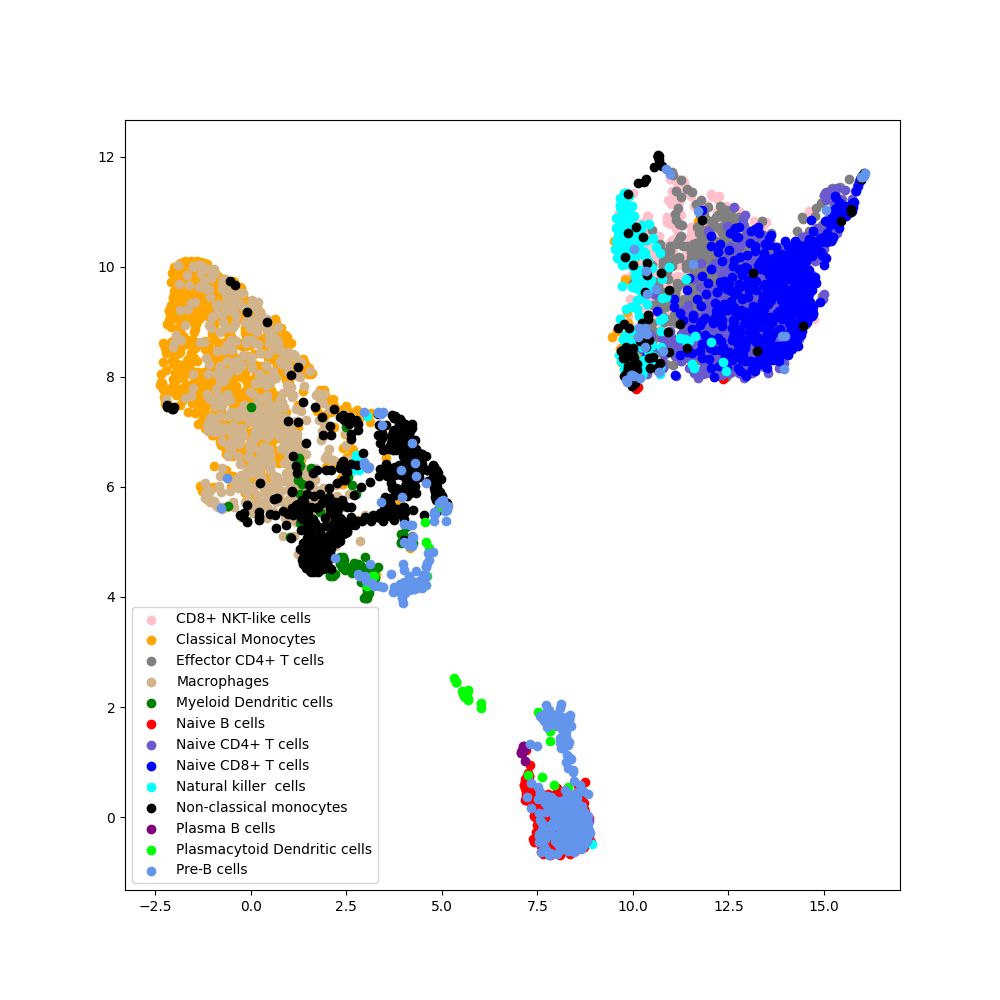 12
10
8
6
4
2
0
CD8+ NKT-like cells
Classical Monocytes
Effector CD4+ T cells
Macrophages
Myeloid Dendritic cells
Naive B cells
Naive CD4+ T cells
Naive CD8+ T cells
Natural killer  cells
Non-classical monocytes
Plasma B cells
Plasmacytoid Dendritic cells
Pre-B cells
−2.5 0.0 2.5 5.0 7.5 10.0 12.5 15.0